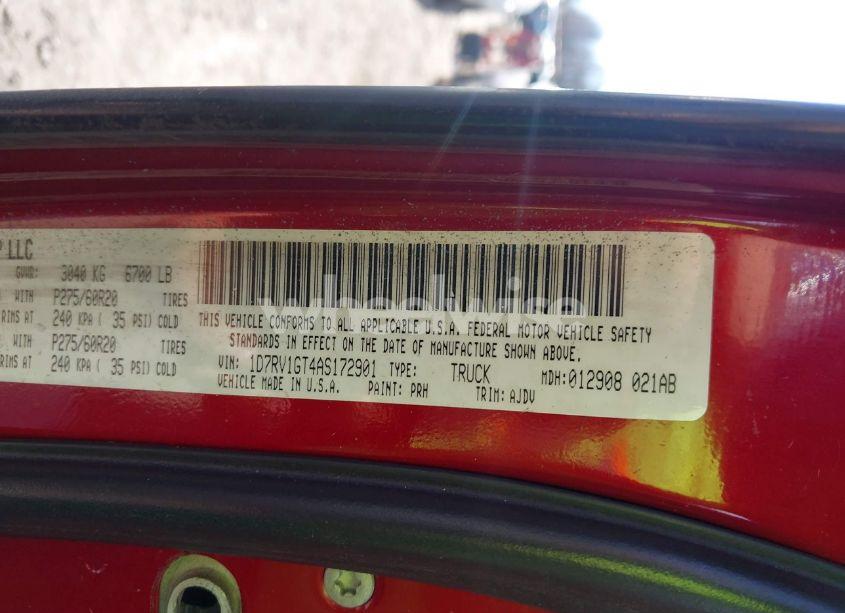 LLC
GVWR: 3040 KG 6700 LB
WITH P275/60R20 TIRES
RIMS AT 240 KPA ( 35 PSI) COLD
WITH P275/60R20 TIRES
RIMS AT 240 KPA ( 35 PSI) COLD
wheelwise
THIS VEHICLE CONFORMS TO ALL APPLICABLE U.S.A. FEDERAL MOTOR VEHICLE SAFETY
STANDARDS IN EFFECT ON THE DATE OF MANUFACTURE SHOWN ABOVE.
VIN: 1D7RV1GT4AS172901 TYPE: TRUCK MDH: 012908 021AB
VEHICLE MADE IN U.S.A. PAINT: PRH TRIM: AJDV